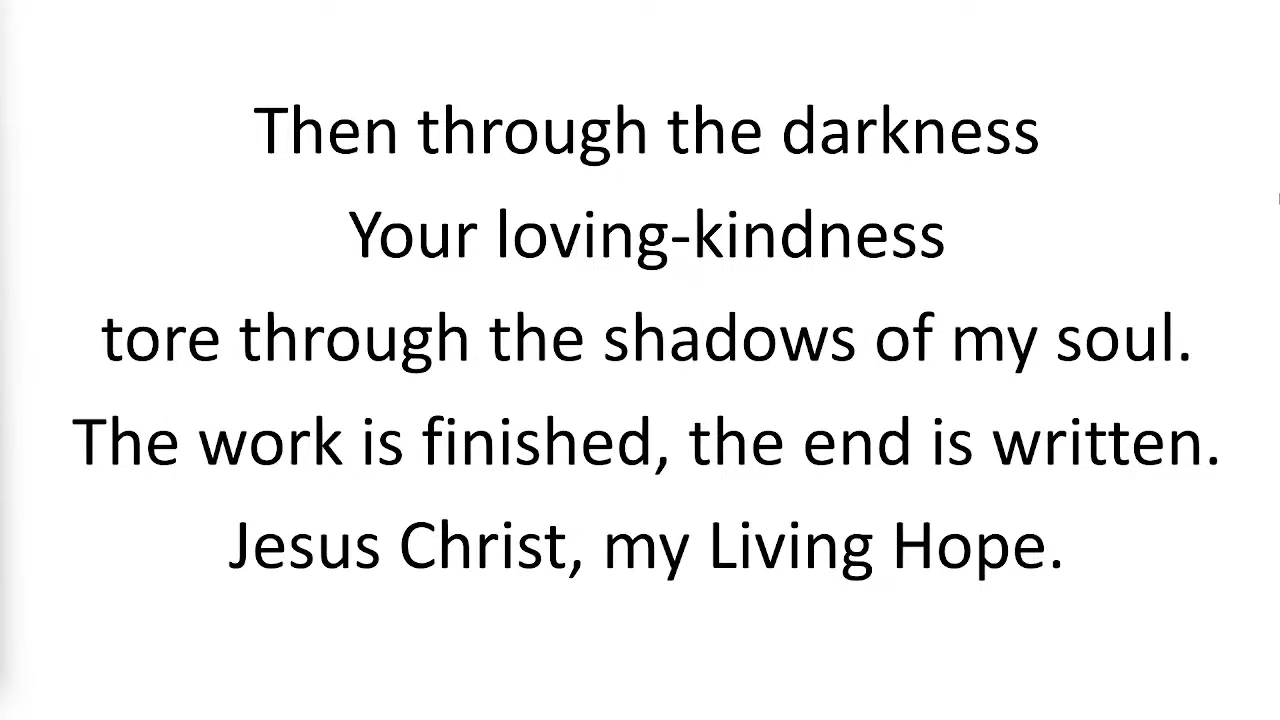 Then through the darkness
Your loving-kindness
tore through the shadows of my soul.
The work is finished, the end is written.
Jesus Christ, my Living Hope.